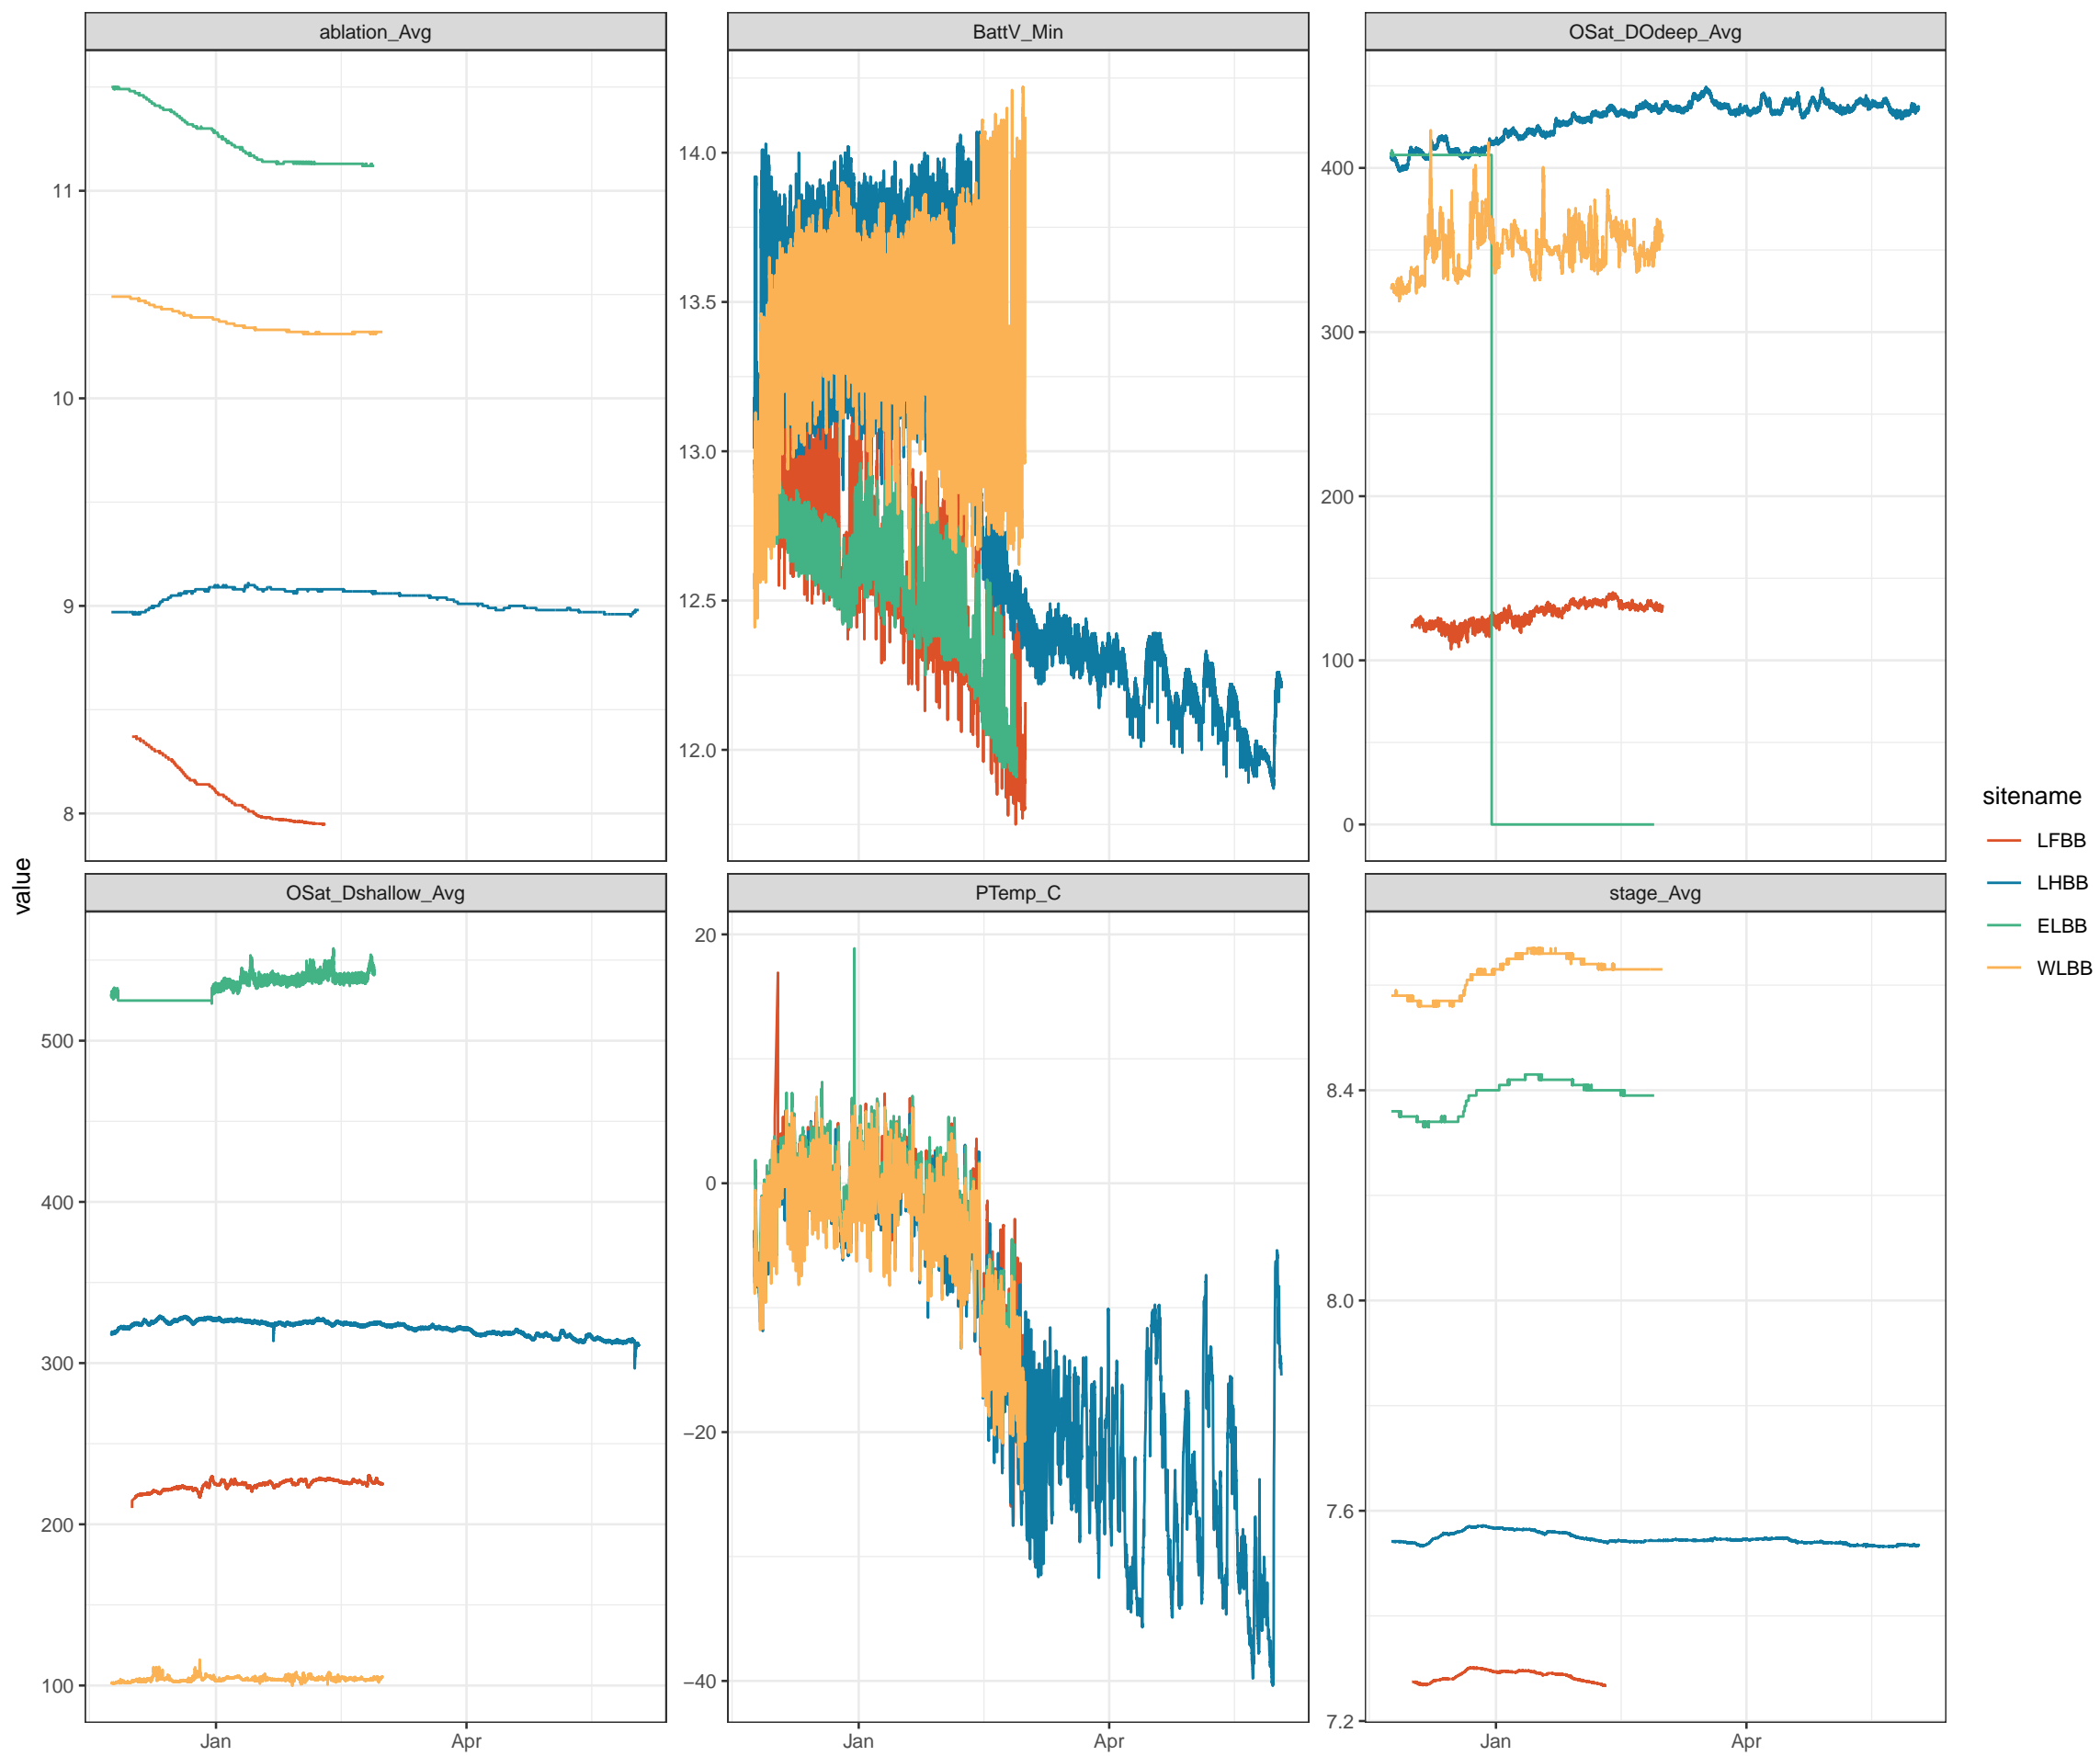 ablation_Avg
BattV_Min
OSat_DOdeep_Avg
11
10
9
8
14.0
13.5
13.0
12.5
12.0
400
300
200
100
0
value
OSat_Dshallow_Avg
PTemp_C
stage_Avg
500
400
300
200
100
20
0
−20
−40
8.4
8.0
7.6
7.2
Jan
Apr
Jan
Apr
Jan
Apr
sitename
LFBB
LHBB
ELBB
WLBB